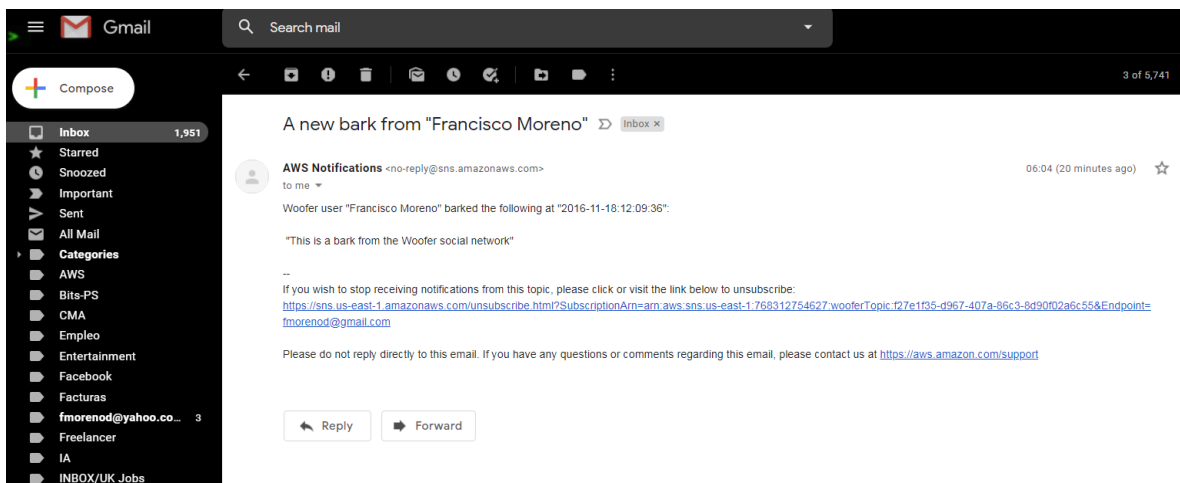 Gmail
Search mail
Compose
3 of 5,741
Inbox 1,951
Starred
Snoozed
Important
Sent
All Mail
Categories
AWS
Bits-PS
CMA
Empleo
Entertainment
Facebook
Facturas
fmorenod@yahoo.co... 3
Freelancer
IA
INBOX/UK Jobs
A new bark from "Francisco Moreno" Inbox ×
AWS Notifications <no-reply@sns.amazonaws.com> 06:04 (20 minutes ago)
to me
Woofer user "Francisco Moreno" barked the following at "2016-11-18:12:09:36":
"This is a bark from the Woofer social network"
--
If you wish to stop receiving notifications from this topic, please click or visit the link below to unsubscribe:
https://sns.us-east-1.amazonaws.com/unsubscribe.html?SubscriptionArn=arn:aws:sns:us-east-1:768312754627:wooferTopic:f27e1f35-d967-407a-86c3-8d90f02a6c55&Endpoint=
fmorenod@gmail.com
Please do not reply directly to this email. If you have any questions or comments regarding this email, please contact us at https://aws.amazon.com/support
Reply Forward